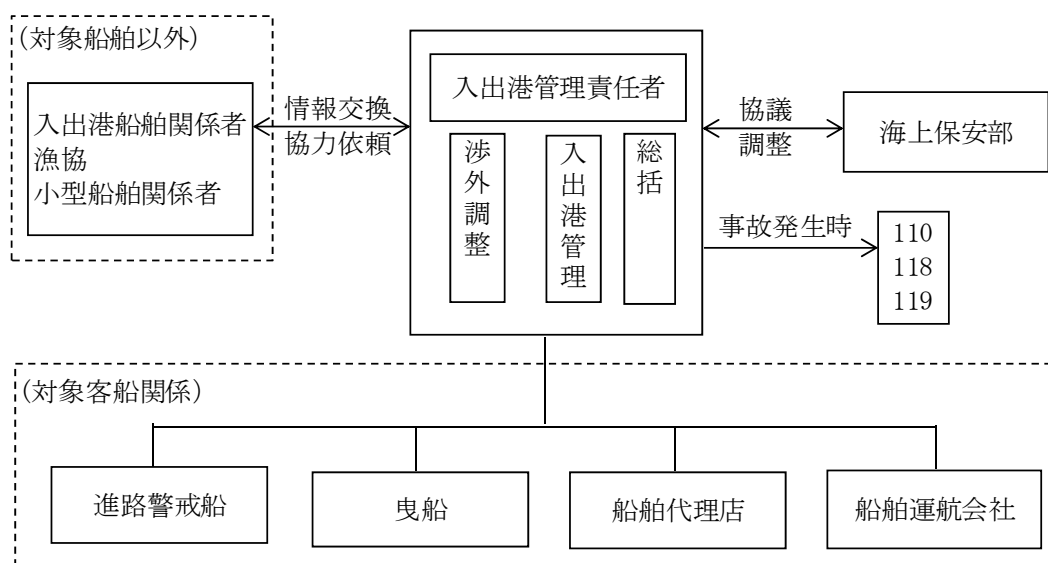 (対象船舶以外)
入出港船舶関係者
漁協
小型船舶関係者
情報交換
協力依頼
入出港管理責任者
渉外調整
入出港管理
総括
協議
調整
海上保安部
事故発生時
110
118
119
(対象客船関係)
進路警戒船
曳船
船舶代理店
船舶運航会社